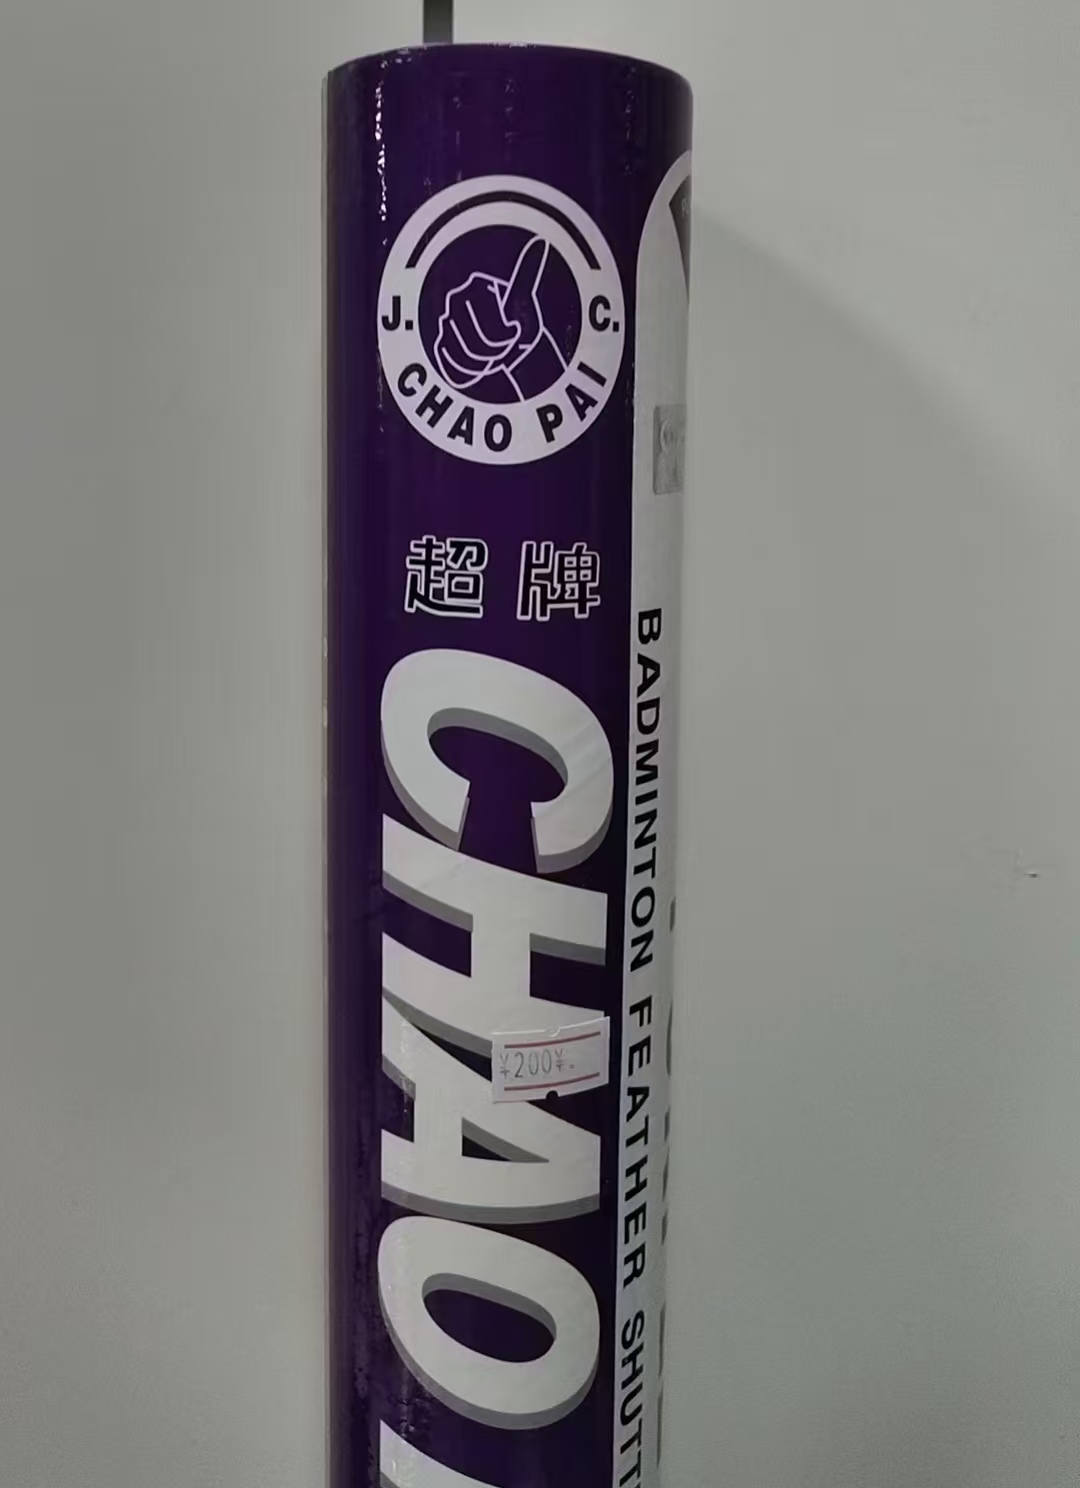 J. C.
CHAO PAI
超牌
CHAO
¥200¥.
BADMINTON FEATHER SHUTT